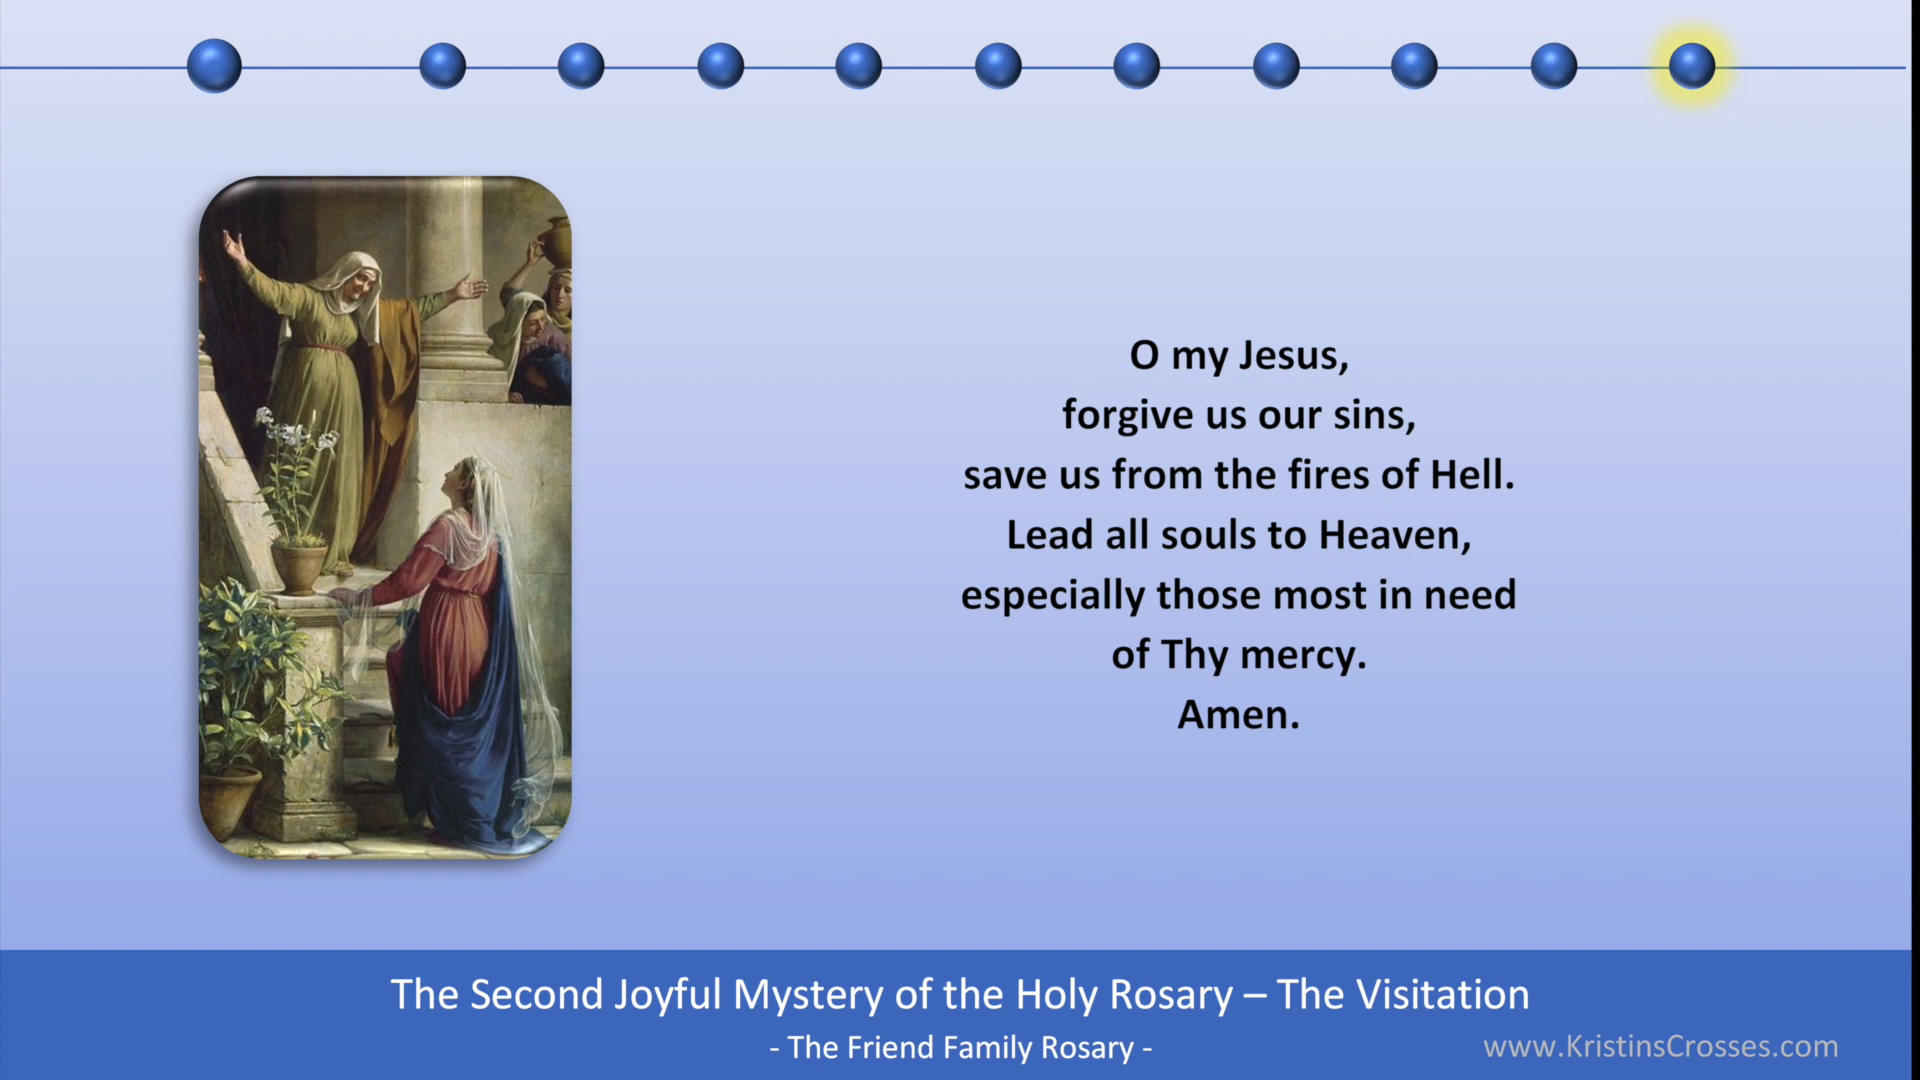 O my Jesus,
forgive us our sins,
save us from the fires of Hell.
Lead all souls to Heaven,
especially those most in need
of Thy mercy.
Amen.
The Second Joyful Mystery of the Holy Rosary – The Visitation
- The Friend Family Rosary -
www.KristinsCrosses.com